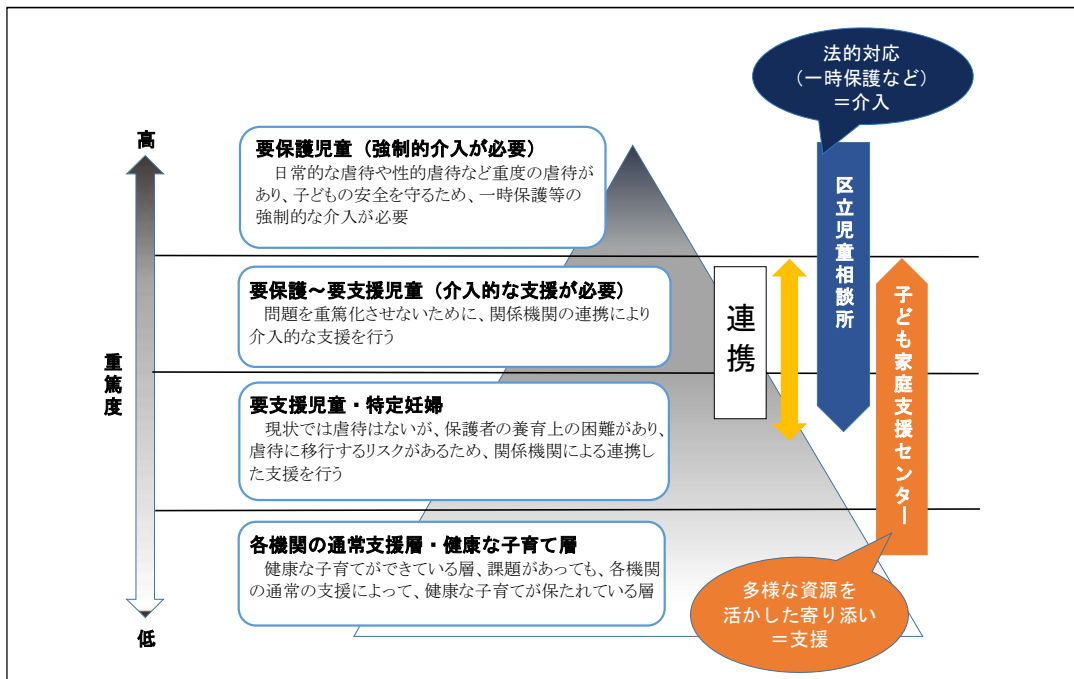 法的対応
（一時保護など）
＝介入
高
要保護児童（強制的介入が必要）
日常的な虐待や性的虐待など重度の虐待が
あり、子どもの安全を守るため、一時保護等の
強制的な介入が必要
区立児童相談所
要保護～要支援児童（介入的な支援が必要）
問題を重篤化させないために、関係機関の連携により
介入的な支援を行う
連携
子ども家庭支援センター
重篤度
要支援児童・特定妊婦
現状では虐待はないが、保護者の養育上の困難があり、
虐待に移行するリスクがあるため、関係機関による連携し
た支援を行う
各機関の通常支援層・健康な子育て層
健康な子育てができている層、課題があっても、各機関
の通常の支援によって、健康な子育てが保たれている層
多様な資源を
活かした寄り添い
＝支援
低